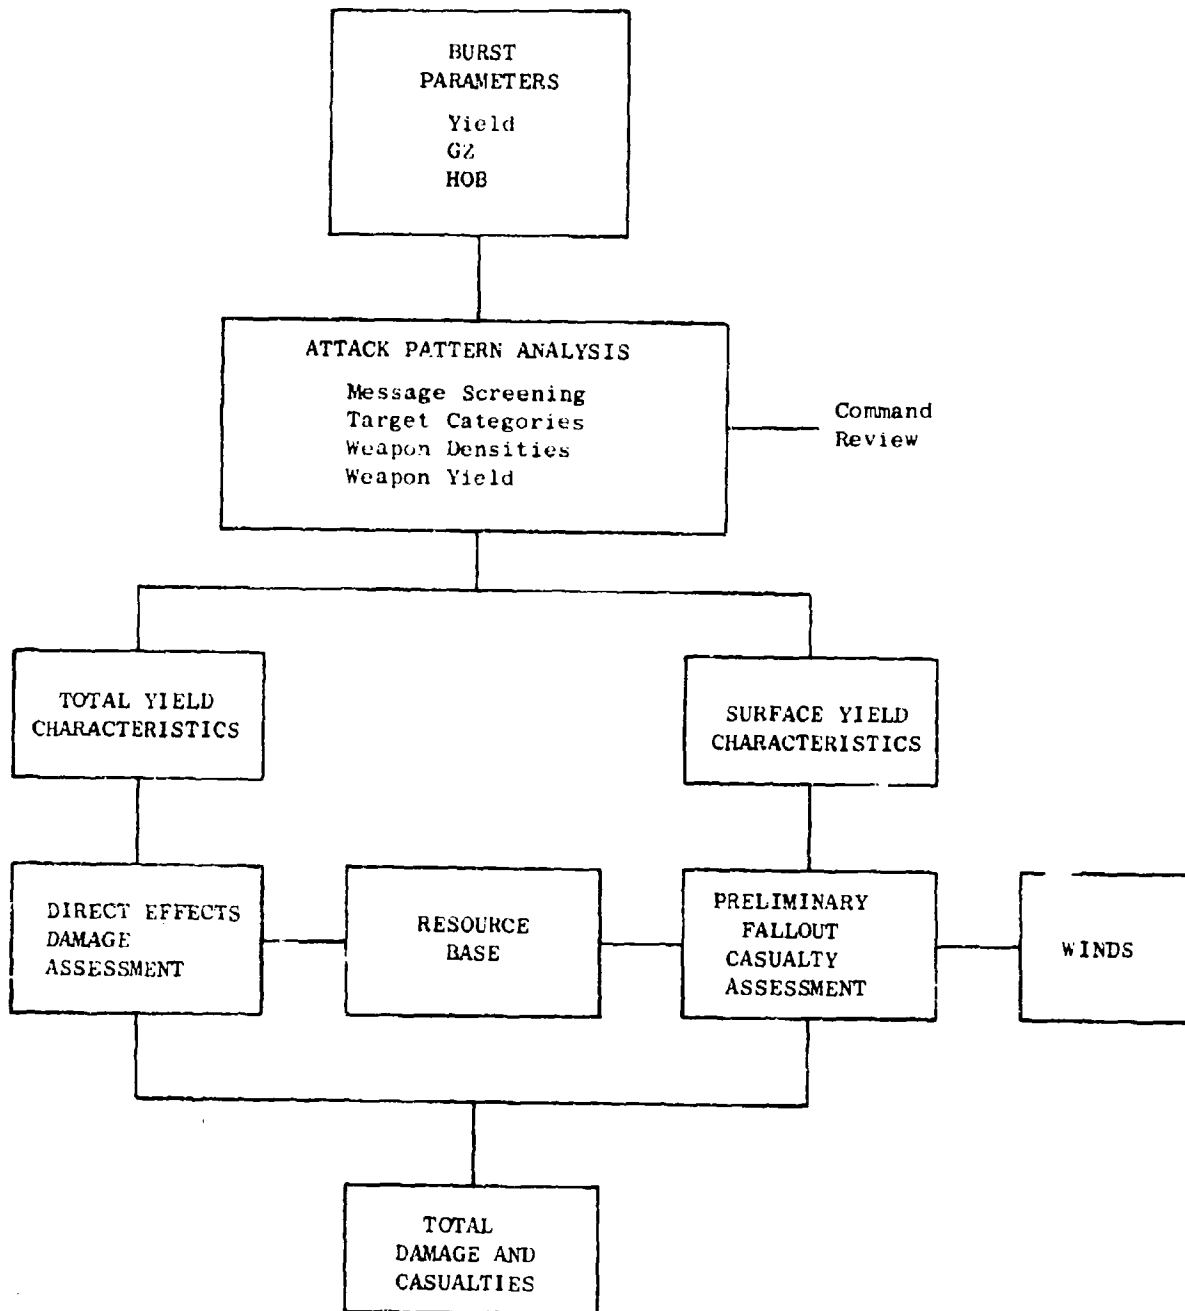 BURST
PARAMETERS
Yield
GZ
HOB
ATTACK PATTERN ANALYSIS
Message Screening
Target Categories
Weapon Densities
Weapon Yield
Command
Review
TOTAL YIELD
CHARACTERISTICS
SURFACE YIELD
CHARACTERISTICS
DIRECT EFFECTS
DAMAGE
ASSESSMENT
RESOURCE
BASE
PRELIMINARY
FALLOUT
CASUALTY
ASSESSMENT
WINDS
TOTAL
DAMAGE AND
CASUALTIES